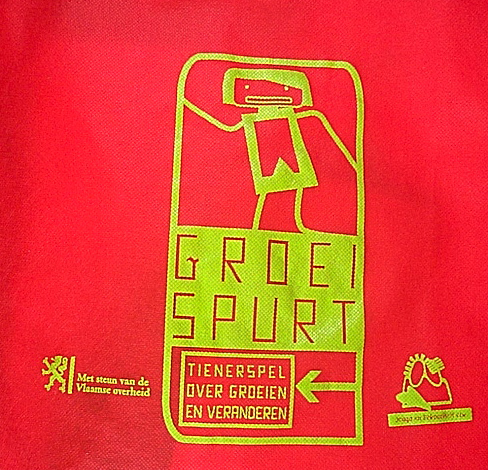 GROEI
SPURT
TIENERSPEL
OVER GROEIEN
EN VERANDEREN
Met steun van de
Vlaamse overheid